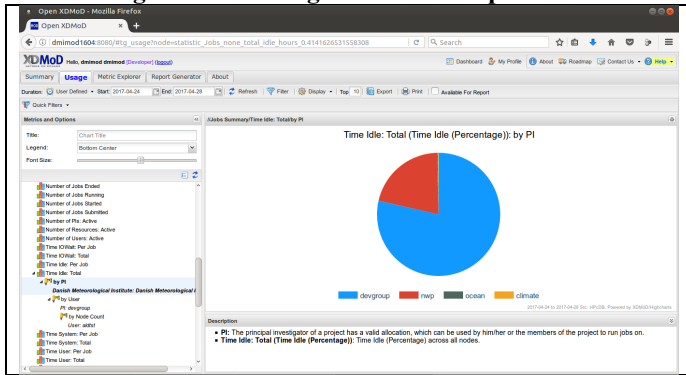 Open XDMoD - Mozilla Firefox
Open XDMoD
dmimod1604:8080/#tg_usage?node=statistic_Jobs_none_total_idle_hours_0.4141626531558308
Search
XDMoD Hello, dmimod dmimod [Developer] (logout)
Dashboard My Profile About Roadmap Contact Us Help
Summary Usage Metric Explorer Report Generator About
Duration: User Defined Start: 2017-04-24 End: 2017-04-28 Refresh Filter Display Top 10 Export Print Available For Report
Quick Filters
Metrics and Options
Title: Chart Title
Legend: Bottom Center
Font Size:
Number of Jobs Ended
Number of Jobs Running
Number of Jobs Started
Number of Jobs Submitted
Number of PIs: Active
Number of Resources: Active
Number of Users: Active
Time IOWait: Per Job
Time IOWait: Total
Time Idle: Per Job
Time Idle: Total
by PI
Danish Meteorological Institute: Danish Meteorological I
by User
PI: devgroup
by Node Count
User: aldtst
Time System: Per Job
Time System: Total
Time User: Per Job
Time User: Total
/Jobs Summary/Time Idle: Total/by PI
Time Idle: Total (Time Idle (Percentage)): by PI
devgroup nwp ocean climate
2017-04-24 to 2017-04-28 Src: HPcDB. Powered by XDMoD/Highcharts
Description
PI: The principal investigator of a project has a valid allocation, which can be used by him/her or the members of the project to run jobs on.
Time Idle: Total (Time Idle (Percentage)): Time Idle (Percentage) across all nodes.